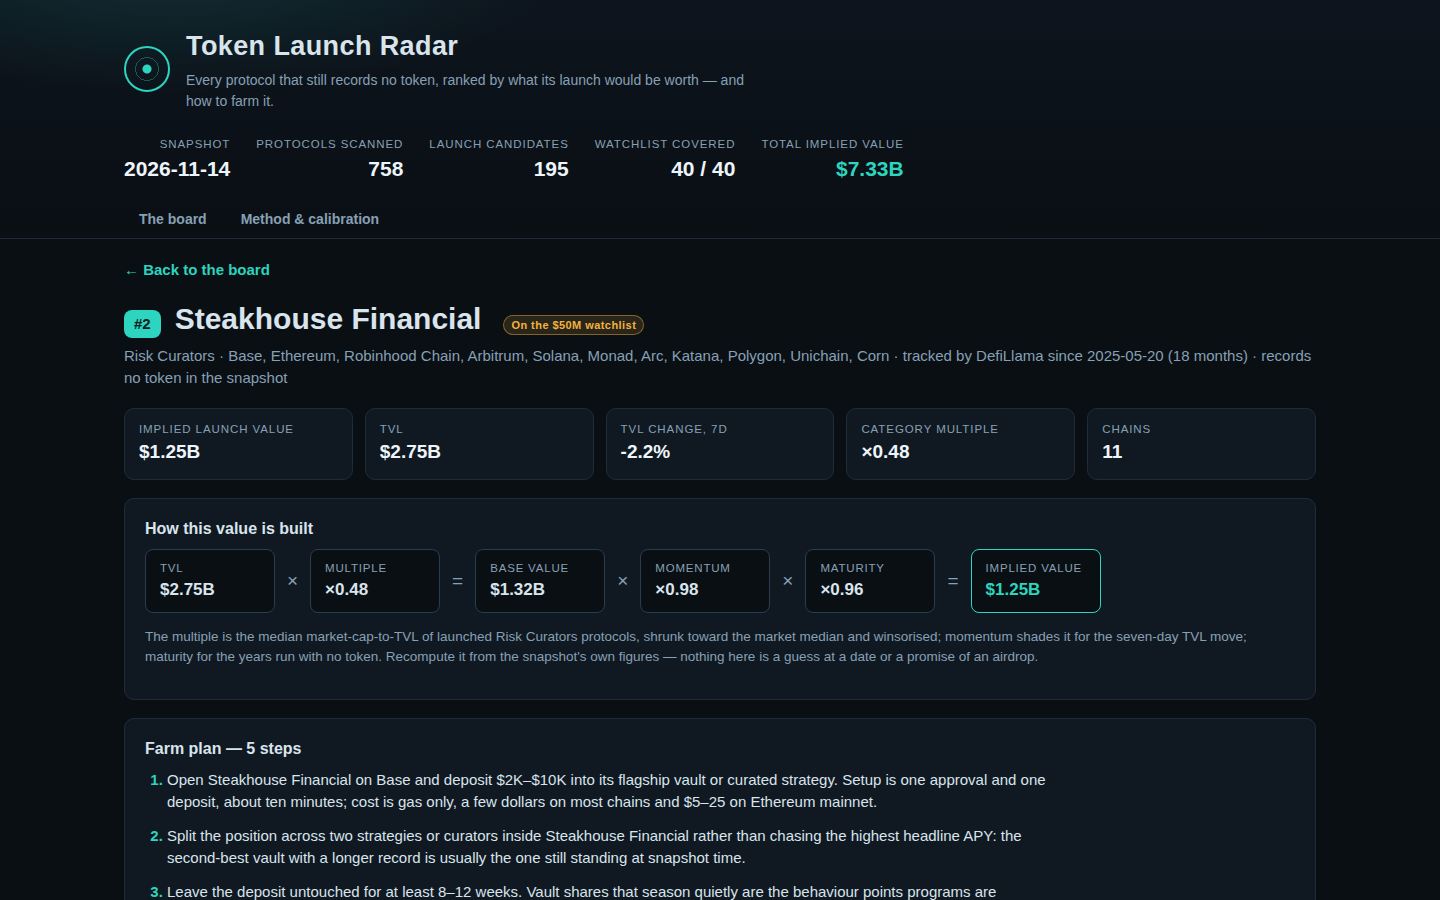 Token Launch Radar
Every protocol that still records no token, ranked by what its launch would be worth — and
how to farm it.
SNAPSHOT
2026-11-14
PROTOCOLS SCANNED
758
LAUNCH CANDIDATES
195
WATCHLIST COVERED
40 / 40
TOTAL IMPLIED VALUE
$7.33B
The board
Method & calibration
← Back to the board
#2
Steakhouse Financial
On the $50M watchlist
Risk Curators · Base, Ethereum, Robinhood Chain, Arbitrum, Solana, Monad, Arc, Katana, Polygon, Unichain, Corn · tracked by DefiLlama since 2025-05-20 (18 months) · records
no token in the snapshot
IMPLIED LAUNCH VALUE
$1.25B
TVL
$2.75B
TVL CHANGE, 7D
-2.2%
CATEGORY MULTIPLE
×0.48
CHAINS
11
How this value is built
TVL
$2.75B
×
MULTIPLE
×0.48
=
BASE VALUE
$1.32B
×
MOMENTUM
×0.98
×
MATURITY
×0.96
=
IMPLIED VALUE
$1.25B
The multiple is the median market-cap-to-TVL of launched Risk Curators protocols, shrunk toward the market median and winsorised; momentum shades it for the seven-day TVL move;
maturity for the years run with no token. Recompute it from the snapshot's own figures — nothing here is a guess at a date or a promise of an airdrop.
Farm plan — 5 steps
1. Open Steakhouse Financial on Base and deposit $2K–$10K into its flagship vault or curated strategy. Setup is one approval and one
deposit, about ten minutes; cost is gas only, a few dollars on most chains and $5–25 on Ethereum mainnet.
2. Split the position across two strategies or curators inside Steakhouse Financial rather than chasing the highest headline APY: the
second-best vault with a longer record is usually the one still standing at snapshot time.
3. Leave the deposit untouched for at least 8–12 weeks. Vault shares that season quietly are the behaviour points programs are